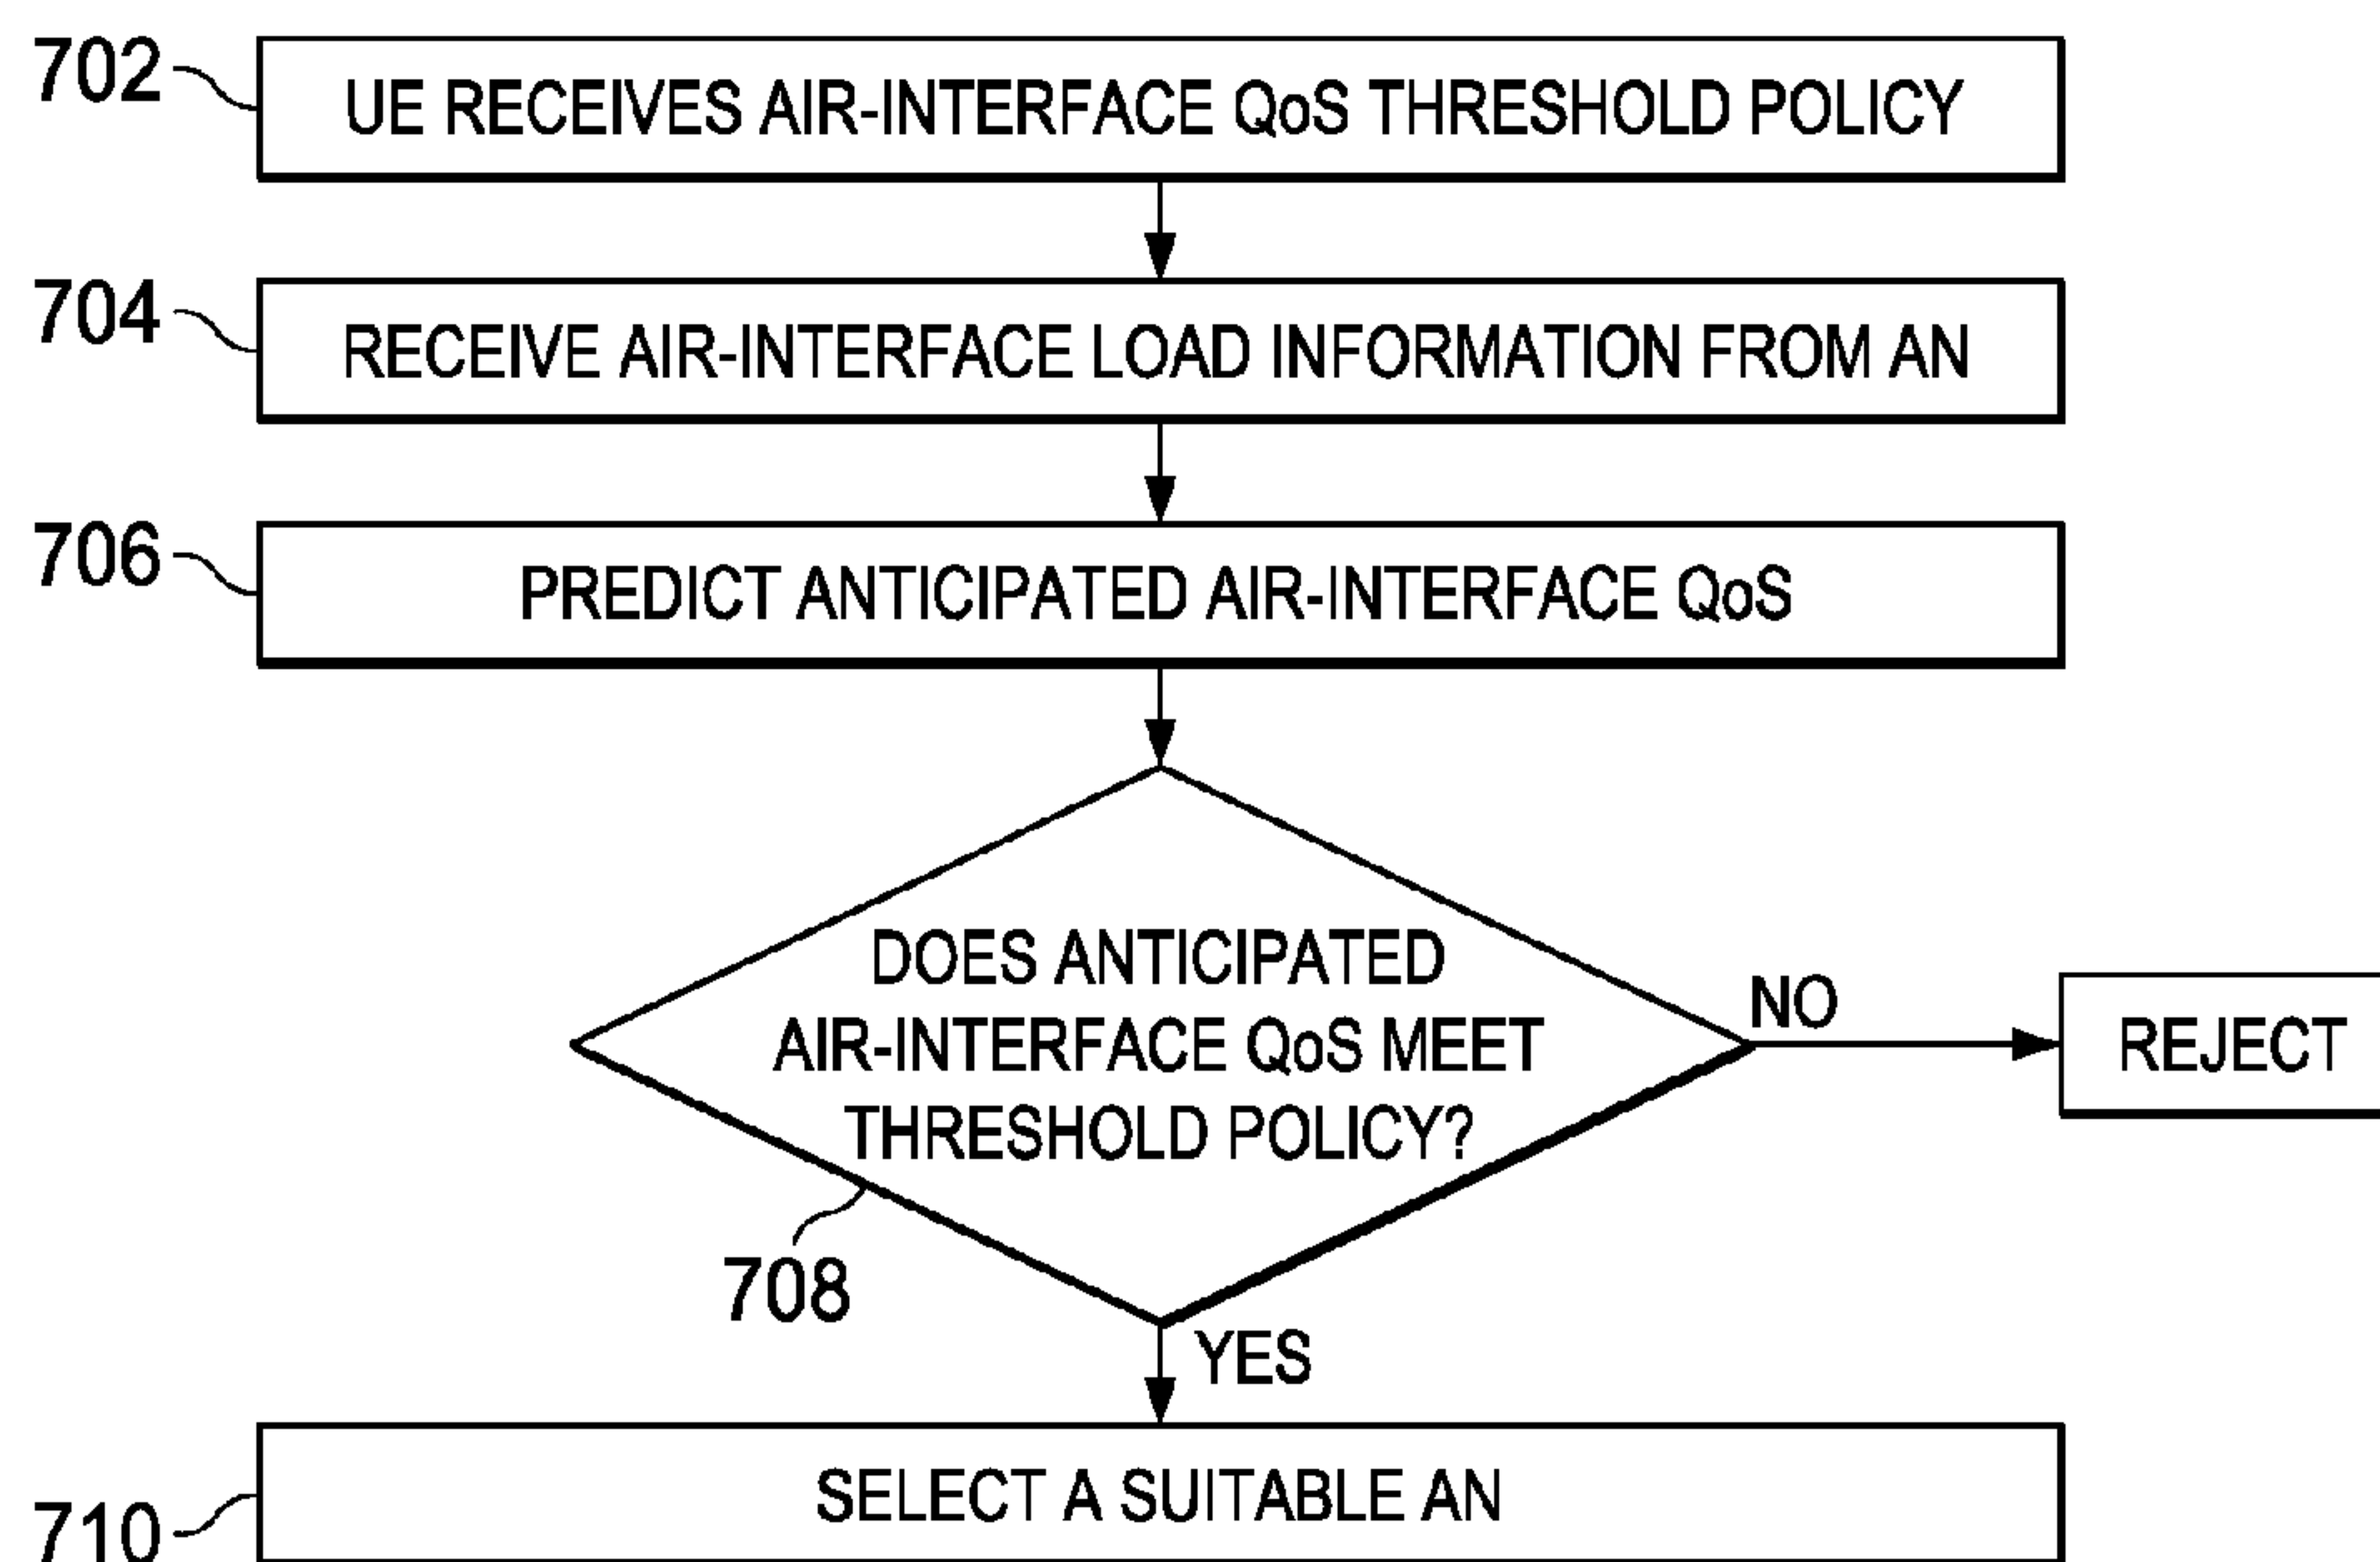 702
UE RECEIVES AIR-INTERFACE QoS THRESHOLD POLICY
704
RECEIVE AIR-INTERFACE LOAD INFORMATION FROM AN
706
PREDICT ANTICIPATED AIR-INTERFACE QoS
DOES ANTICIPATED
AIR-INTERFACE QoS MEET
THRESHOLD POLICY?
NO
REJECT
708
YES
SELECT A SUITABLE AN
710